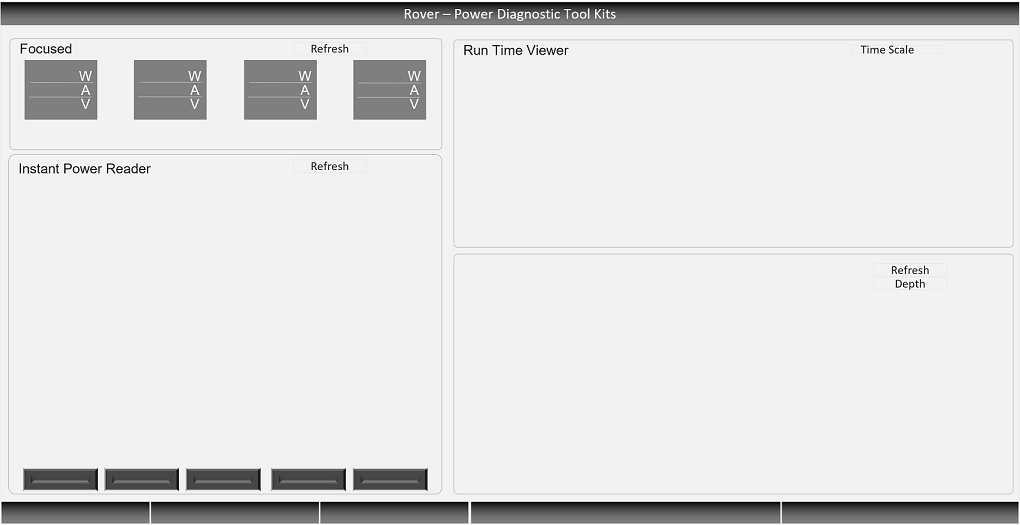 Rover – Power Diagnostic Tool Kits
Focused
Refresh
W W W W
A A A A
V V V V
Instant Power Reader
Refresh
Run Time Viewer
Time Scale
Refresh
Depth